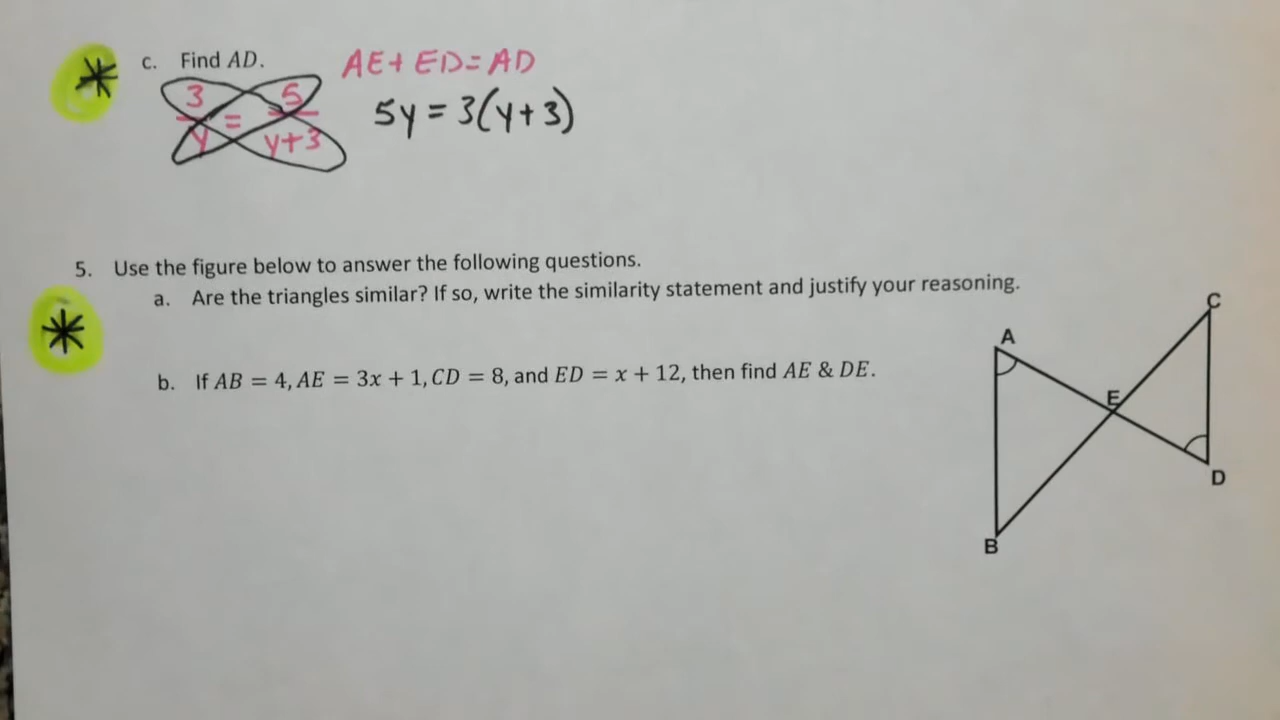 * c. Find AD. AE + ED = AD
3/y = 5/y+3 5y = 3(y+3)
5. Use the figure below to answer the following questions.
a. Are the triangles similar? If so, write the similarity statement and justify your reasoning.
*
b. If AB = 4, AE = 3x + 1, CD = 8, and ED = x + 12, then find AE & DE.
C
A
E
D
B